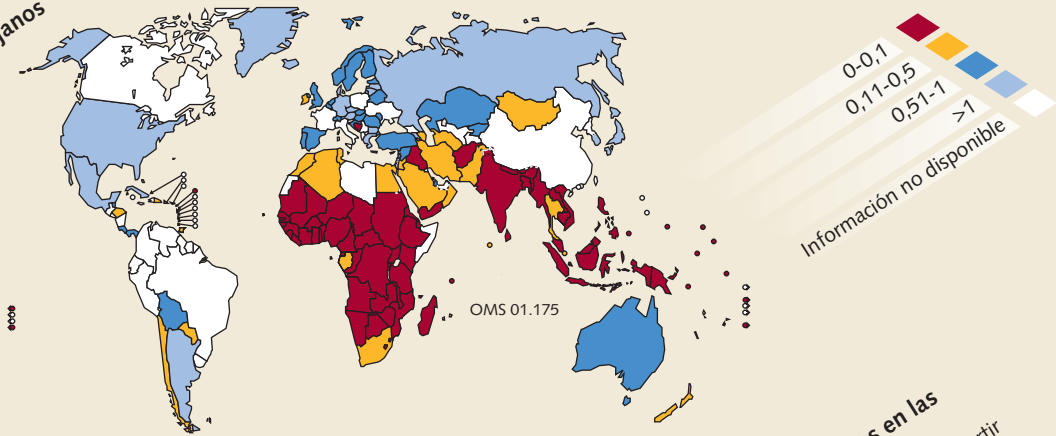 janos
0-0,1
0,11-0,5
0,51-1
>1
Información no disponible
OMS 01.175
s en las
rtir